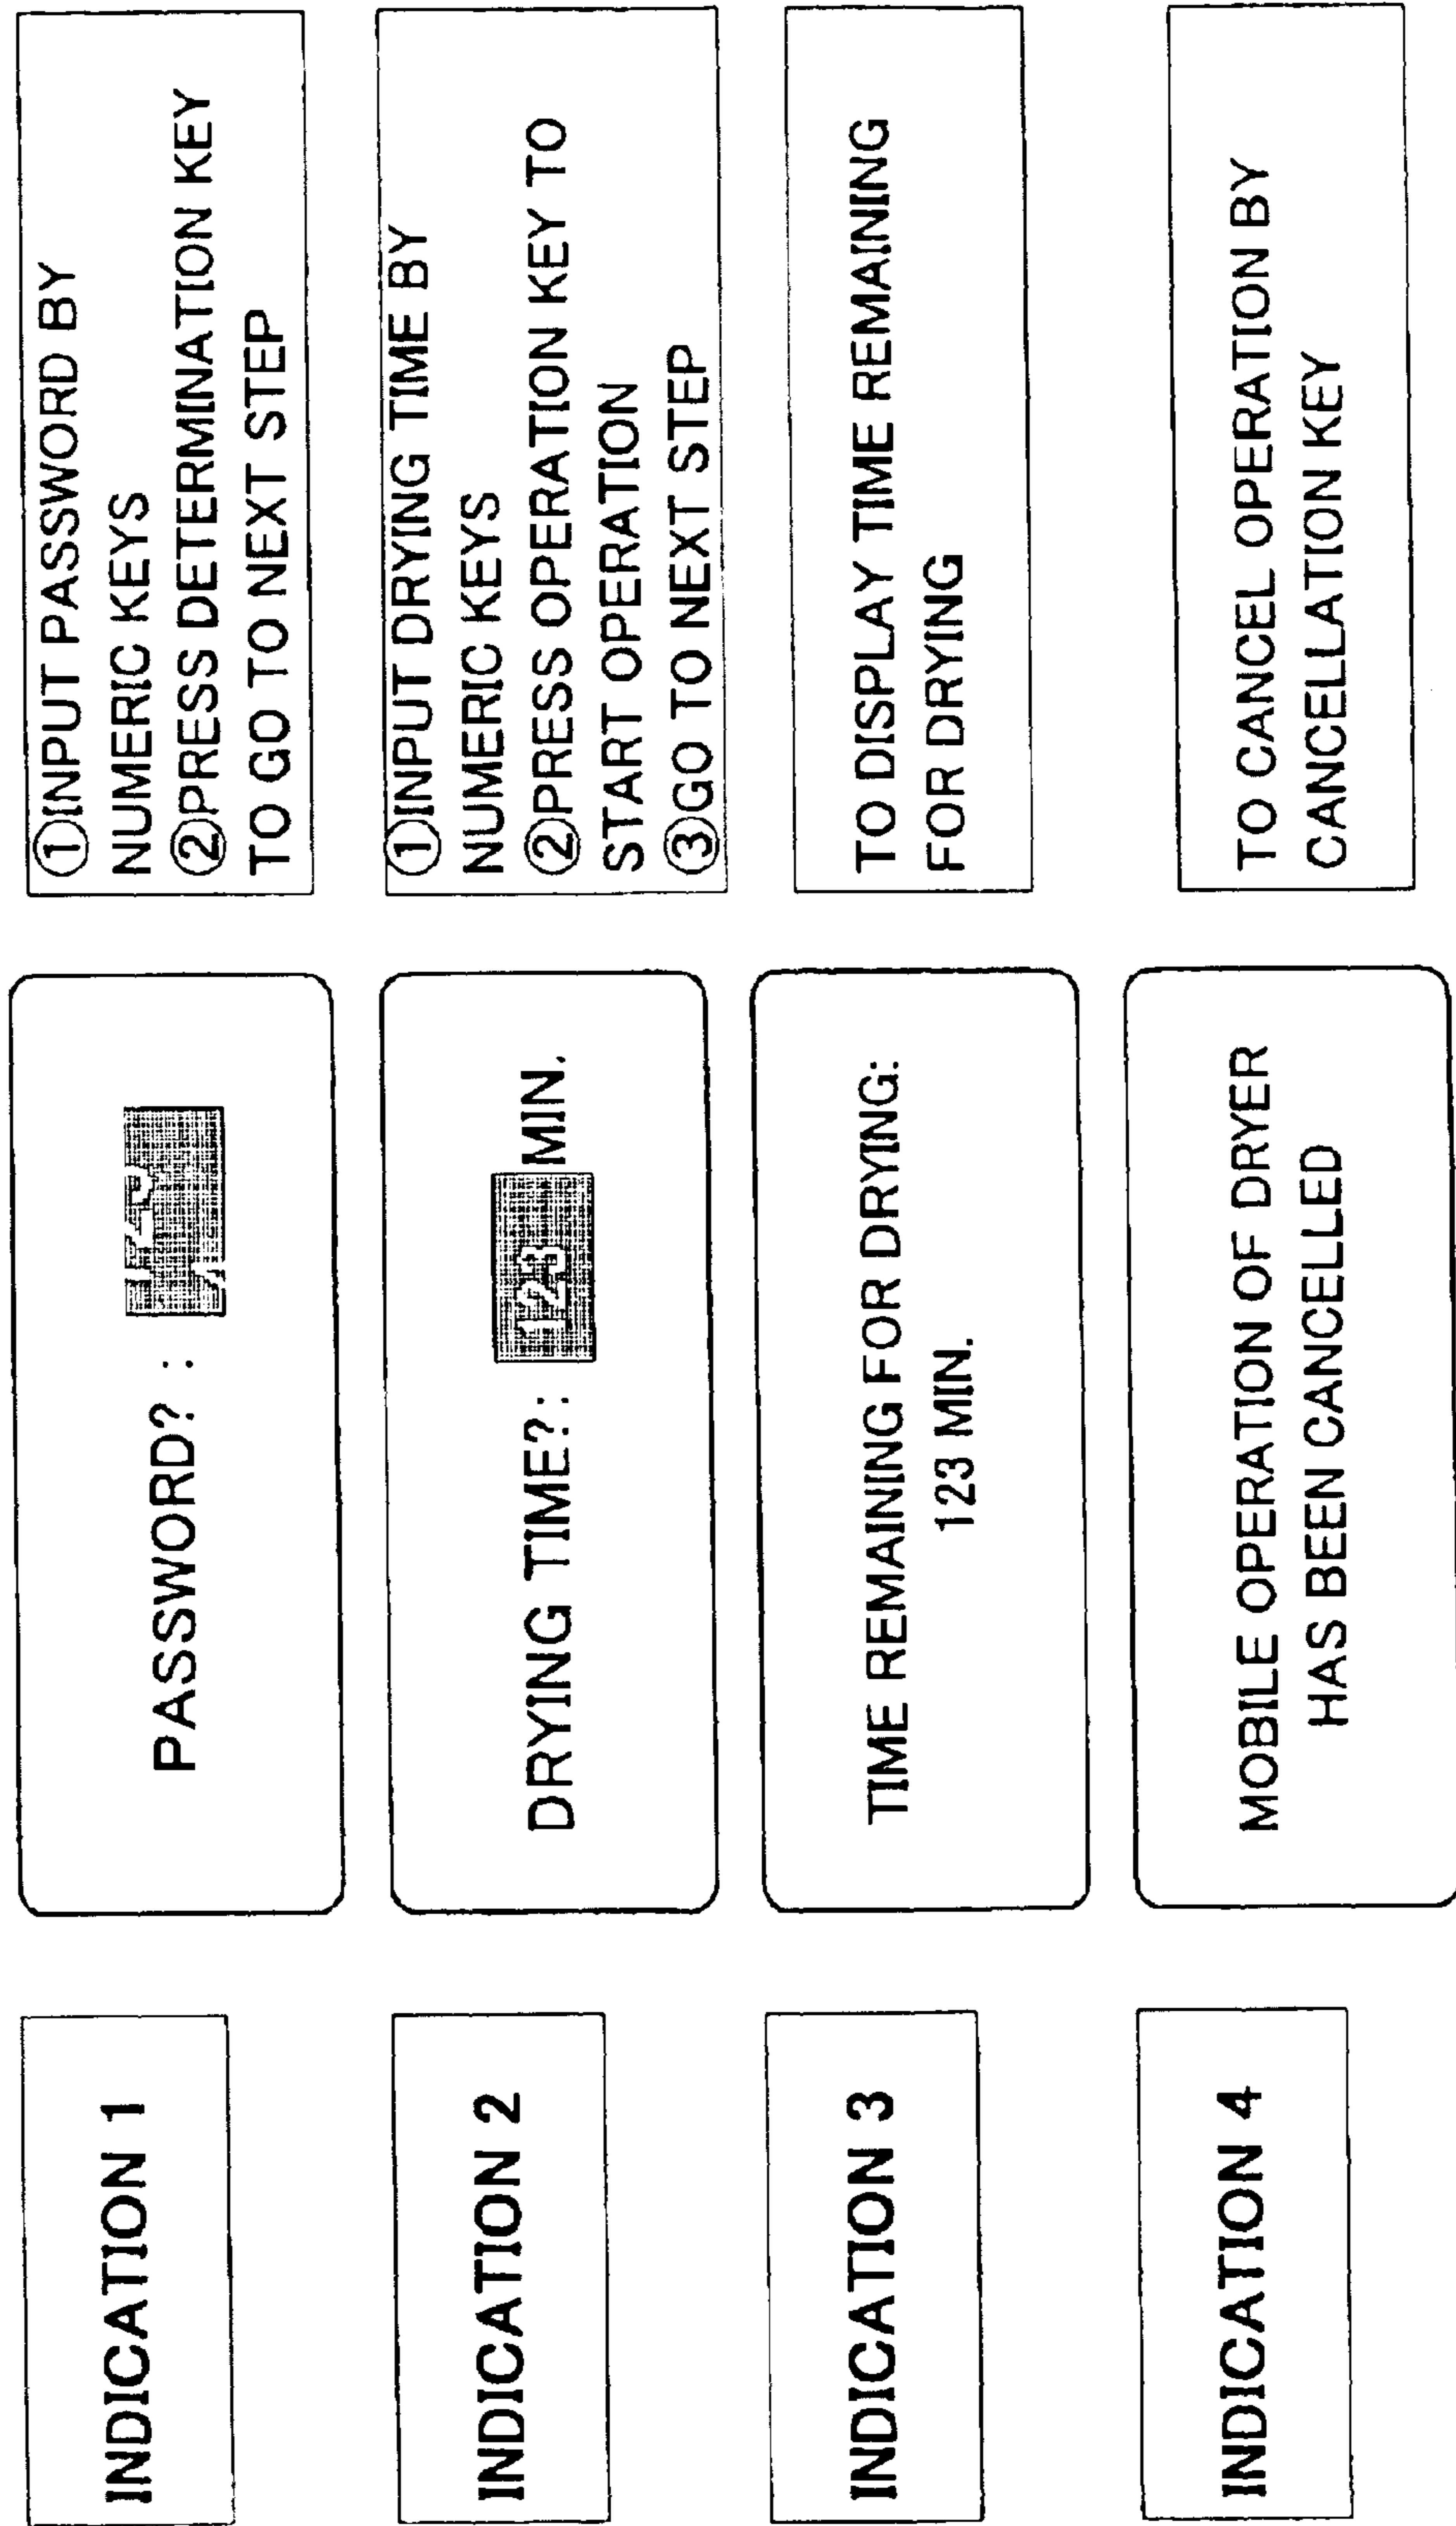 INDICATION 1
PASSWORD? :
①INPUT PASSWORD BY
NUMERIC KEYS
②PRESS DETERMINATION KEY
TO GO TO NEXT STEP
INDICATION 2
DRYING TIME?: 123 MIN.
①INPUT DRYING TIME BY
NUMERIC KEYS
②PRESS OPERATION KEY TO
START OPERATION
③GO TO NEXT STEP
INDICATION 3
TIME REMAINING FOR DRYING:
123 MIN.
TO DISPLAY TIME REMAINING
FOR DRYING
INDICATION 4
MOBILE OPERATION OF DRYER
HAS BEEN CANCELLED
TO CANCEL OPERATION BY
CANCELLATION KEY